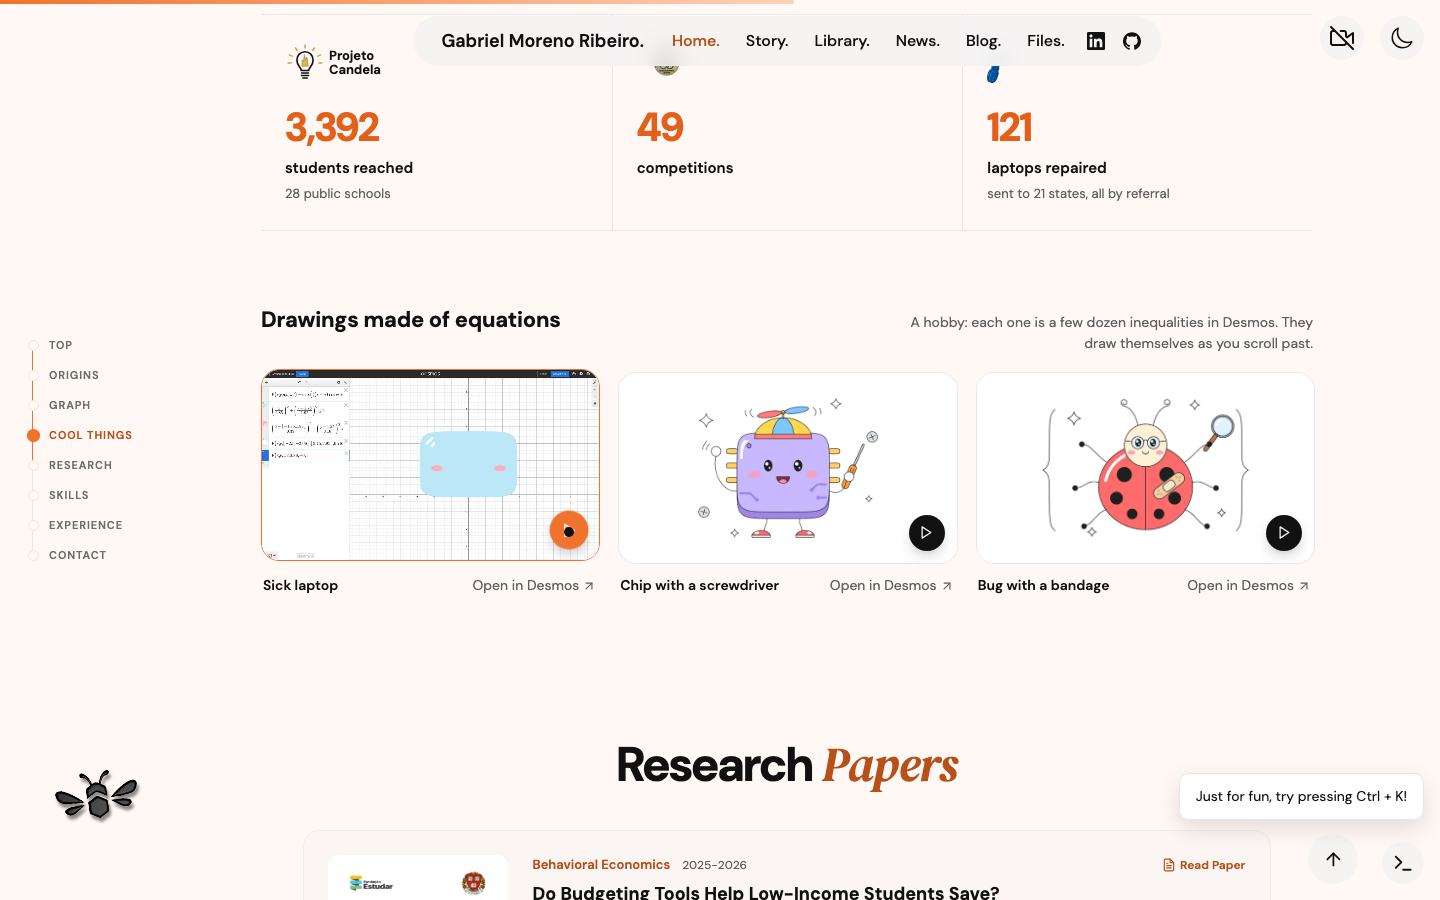 Gabriel Moreno Ribeiro.
Home.
Story.
Library.
News.
Blog.
Files.
Projeto
Candela
3,392
students reached
28 public schools
49
competitions
121
laptops repaired
sent to 21 states, all by referral
Drawings made of equations
A hobby: each one is a few dozen inequalities in Desmos. They
draw themselves as you scroll past.
TOP
ORIGINS
GRAPH
COOL THINGS
RESEARCH
SKILLS
EXPERIENCE
CONTACT
Sick laptop
Open in Desmos
Chip with a screwdriver
Open in Desmos
Bug with a bandage
Open in Desmos
Research Papers
Just for fun, try pressing Ctrl + K!
Estudar
Behavioral Economics
2025-2026
Read Paper
Do Budgeting Tools Help Low-Income Students Save?